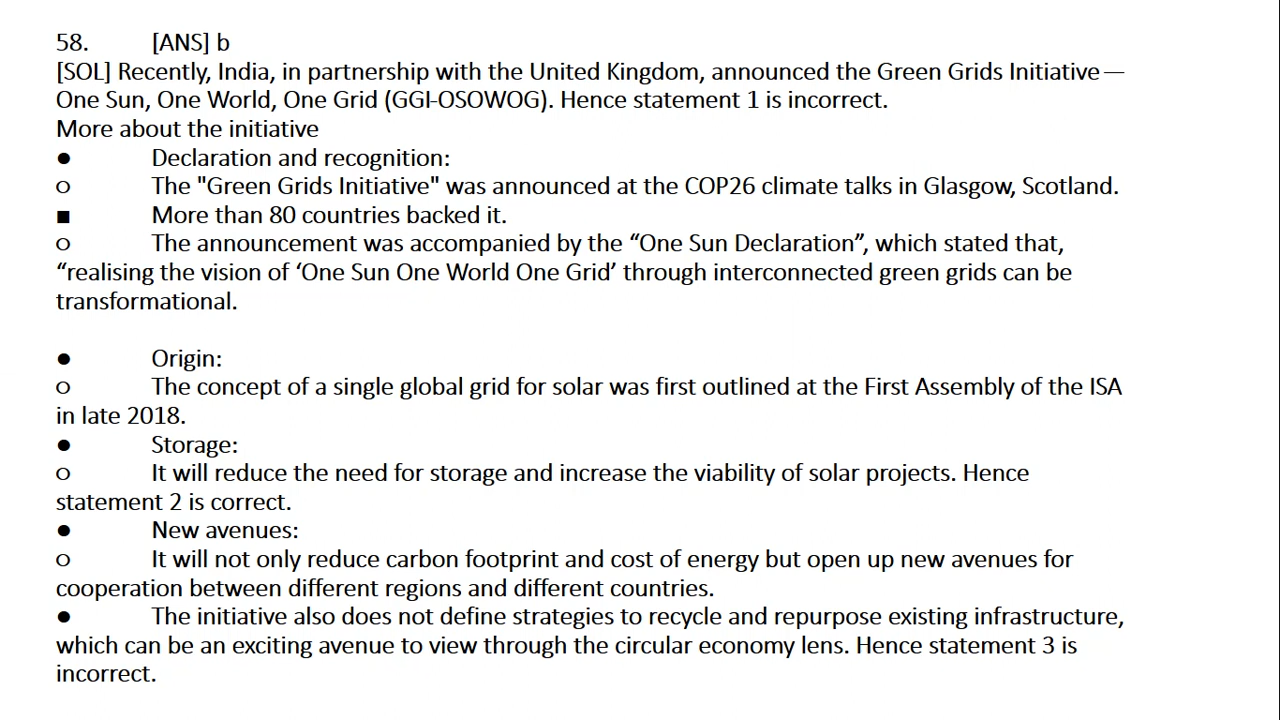 58. [ANS] b
[SOL] Recently, India, in partnership with the United Kingdom, announced the Green Grids Initiative—
One Sun, One World, One Grid (GGI-OSOWOG). Hence statement 1 is incorrect.
More about the initiative
● Declaration and recognition:
○ The "Green Grids Initiative" was announced at the COP26 climate talks in Glasgow, Scotland.
■ More than 80 countries backed it.
○ The announcement was accompanied by the “One Sun Declaration”, which stated that,
“realising the vision of ‘One Sun One World One Grid’ through interconnected green grids can be
transformational.
● Origin:
○ The concept of a single global grid for solar was first outlined at the First Assembly of the ISA
in late 2018.
● Storage:
○ It will reduce the need for storage and increase the viability of solar projects. Hence
statement 2 is correct.
● New avenues:
○ It will not only reduce carbon footprint and cost of energy but open up new avenues for
cooperation between different regions and different countries.
● The initiative also does not define strategies to recycle and repurpose existing infrastructure,
which can be an exciting avenue to view through the circular economy lens. Hence statement 3 is
incorrect.